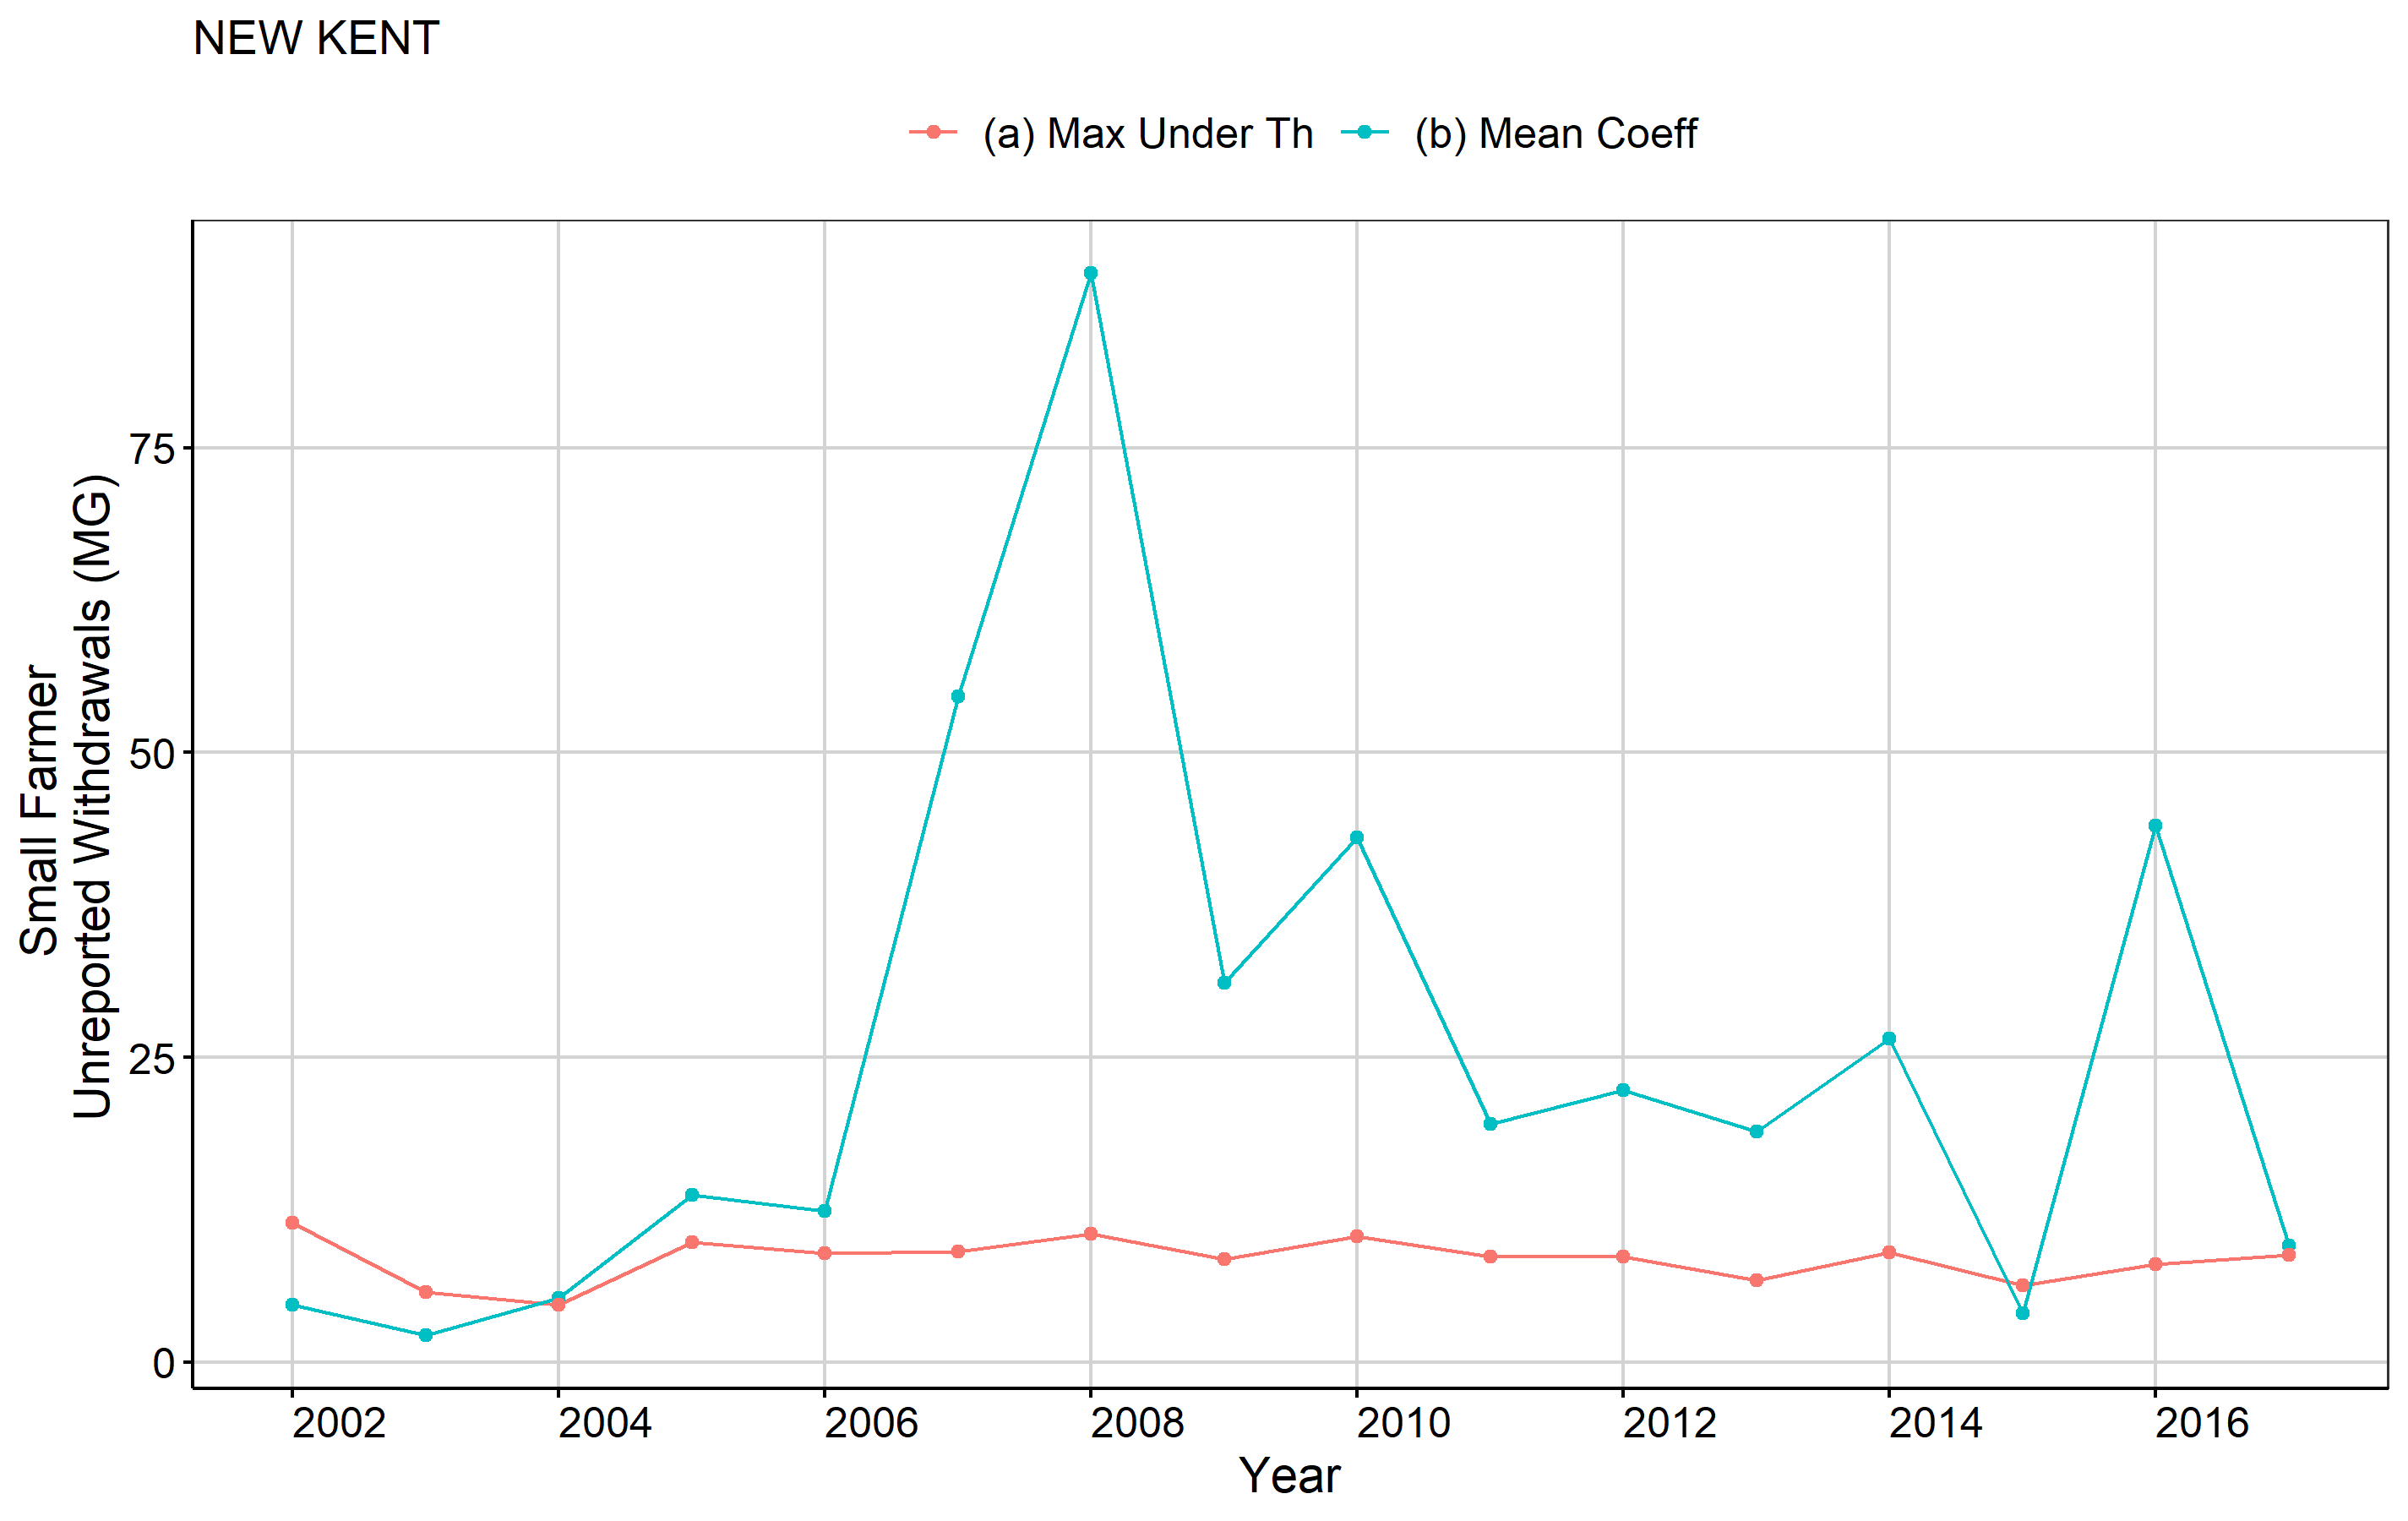 NEW KENT
(a) Max Under Th
(b) Mean Coeff
Small Farmer
Unreported Withdrawals (MG)
75
50
25
0
2002
2004
2006
2008
2010
2012
2014
2016
Year